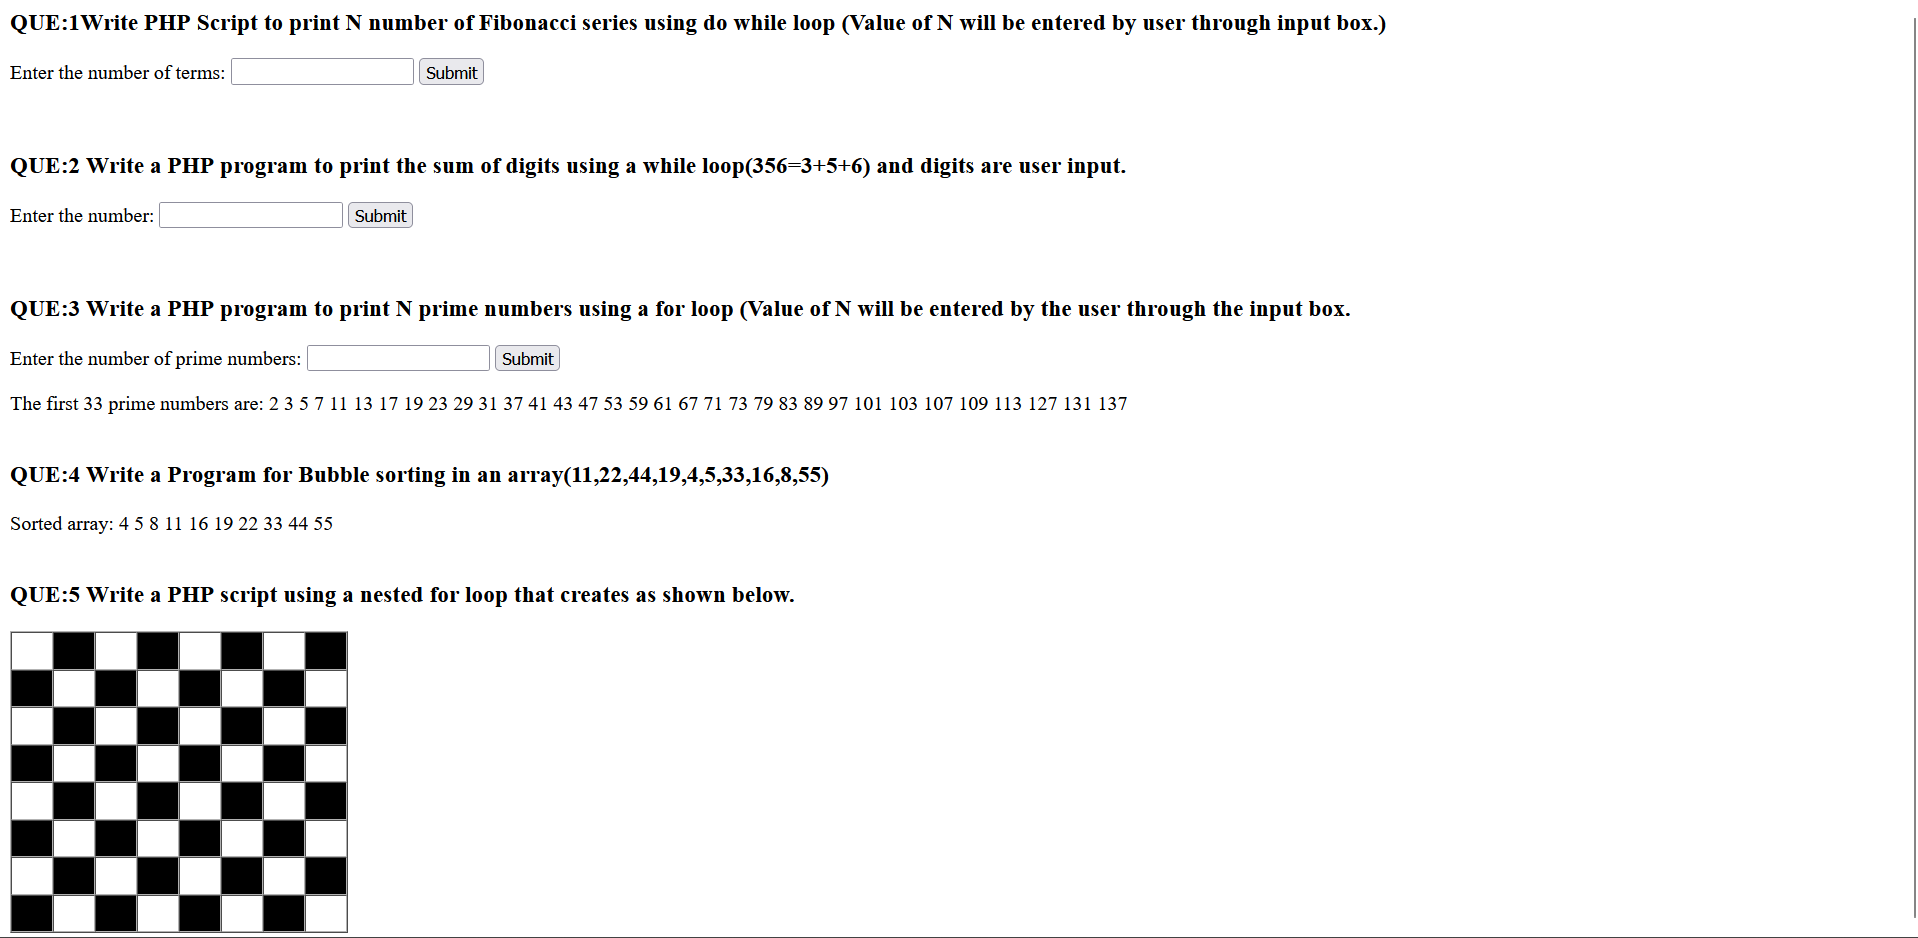 QUE:1Write PHP Script to print N number of Fibonacci series using do while loop (Value of N will be entered by user through input box.)
Enter the number of terms: Submit
QUE:2 Write a PHP program to print the sum of digits using a while loop(356=3+5+6) and digits are user input.
Enter the number: Submit
QUE:3 Write a PHP program to print N prime numbers using a for loop (Value of N will be entered by the user through the input box.
Enter the number of prime numbers: Submit
The first 33 prime numbers are: 2 3 5 7 11 13 17 19 23 29 31 37 41 43 47 53 59 61 67 71 73 79 83 89 97 101 103 107 109 113 127 131 137
QUE:4 Write a Program for Bubble sorting in an array(11,22,44,19,4,5,33,16,8,55)
Sorted array: 4 5 8 11 16 19 22 33 44 55
QUE:5 Write a PHP script using a nested for loop that creates as shown below.